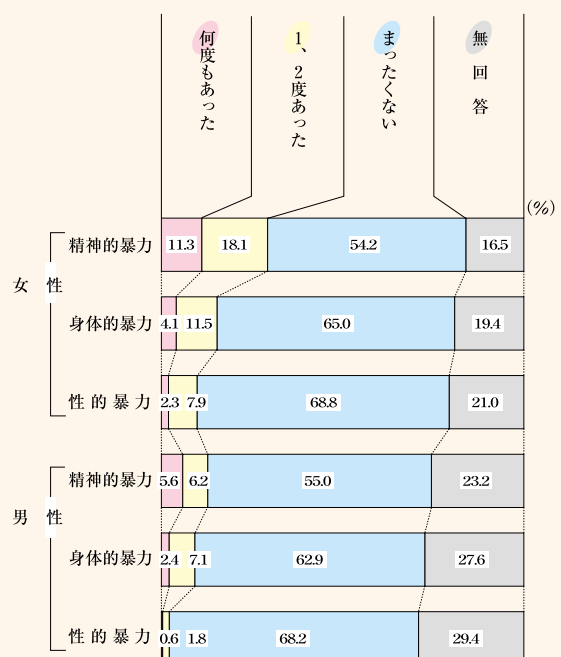 何度もあった
1、2度あった
まったくない
無回答
(%)
女性
精神的暴力 11.3 18.1 54.2 16.5
身体的暴力 4.1 11.5 65.0 19.4
性的暴力 2.3 7.9 68.8 21.0
男性
精神的暴力 5.6 6.2 55.0 23.2
身体的暴力 2.4 7.1 62.9 27.6
性的暴力 0.6 1.8 68.2 29.4